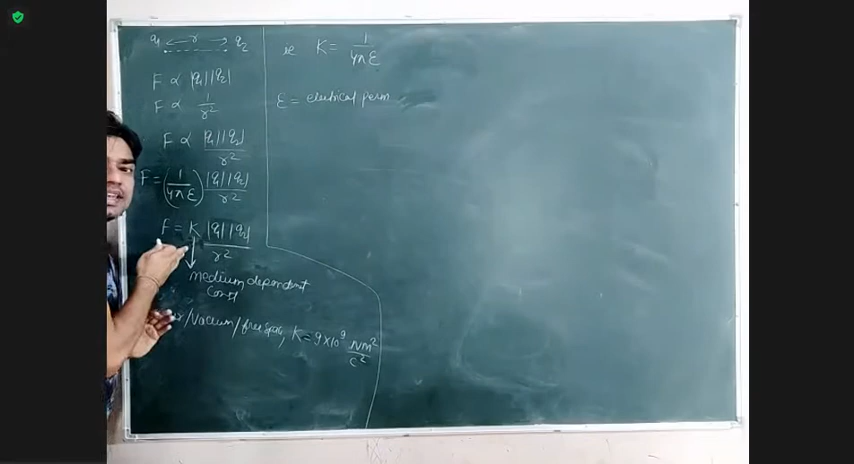 q₁ ← r → q₂
F ∝ |q₁||q₂|
F ∝ 1/r²
F ∝ |q₁||q₂|/r²
F = (1/4πε) |q₁||q₂|/r²
F = K |q₁||q₂|/r²
medium dependent
const
/Vacuum/free space, K = 9×10⁹ Nm²/c²
ie K = 1/4πε
ε = electrical perm